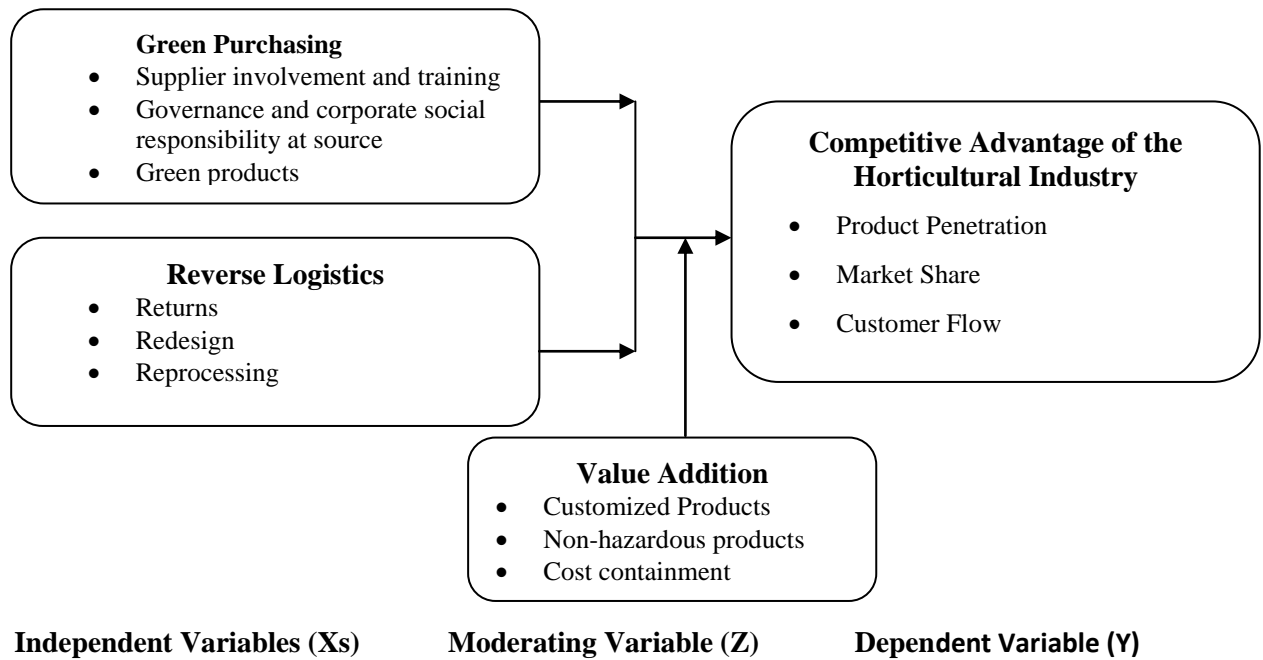 Green Purchasing
• Supplier involvement and training
• Governance and corporate social
responsibility at source
• Green products
Reverse Logistics
• Returns
• Redesign
• Reprocessing
Competitive Advantage of the
Horticultural Industry
• Product Penetration
• Market Share
• Customer Flow
Value Addition
• Customized Products
• Non-hazardous products
• Cost containment
Independent Variables (Xs) Moderating Variable (Z) Dependent Variable (Y)